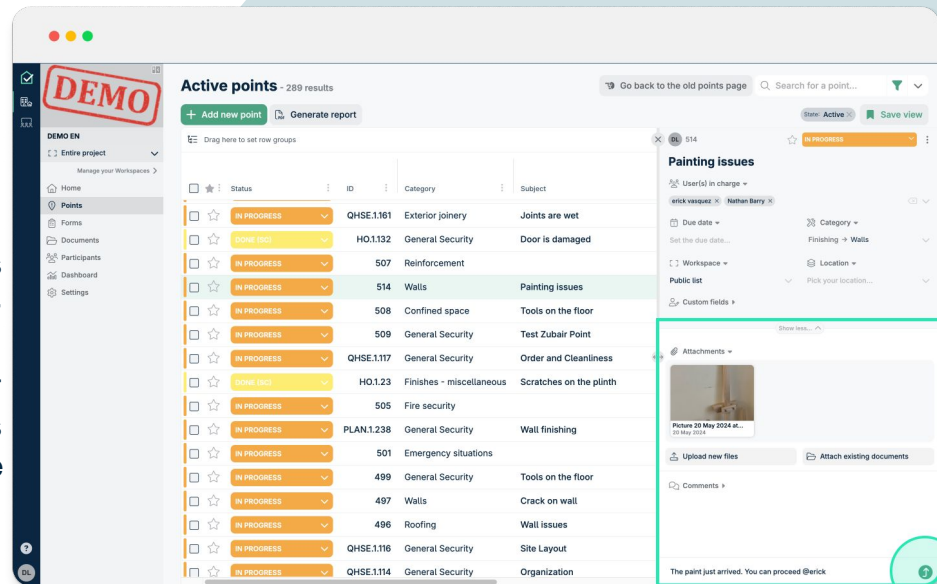 DEMO
DEMO EN
Entire project
Manage your Workspaces
Home
Points
Forms
Documents
Participants
Dashboard
Settings
?
DL
Active points - 289 results
Go back to the old points page
Search for a point...
+ Add new point
Generate report
State: Active ×
Save view
Drag here to set row groups
Status ID Category Subject
IN PROGRESS QHSE.1.161 Exterior joinery Joints are wet
DONE (SC) HO.1.132 General Security Door is damaged
IN PROGRESS 507 Reinforcement
IN PROGRESS 514 Walls Painting issues
IN PROGRESS 508 Confined space Tools on the floor
IN PROGRESS 509 General Security Test Zubair Point
IN PROGRESS QHSE.1.117 General Security Order and Cleanliness
DONE (SC) HO.1.23 Finishes - miscellaneous Scratches on the plinth
IN PROGRESS 505 Fire security
IN PROGRESS PLAN.1.238 General Security Wall finishing
IN PROGRESS 501 Emergency situations
IN PROGRESS 499 General Security Tools on the floor
IN PROGRESS 497 Walls Crack on wall
IN PROGRESS 496 Roofing Wall issues
IN PROGRESS QHSE.1.116 General Security Site Layout
IN PROGRESS QHSE.1.114 General Security Organization
× DL 514 IN PROGRESS
Painting issues
User(s) in charge
erick vasquez × Nathan Barry ×
Due date Category
Set the due date... Finishing → Walls
Workspace Location
Public list Pick your location...
Custom fields
Show less...
Attachments
Picture 20 May 2024 at...
20 May 2024
Upload new files Attach existing documents
Comments
The paint just arrived. You can proceed @erick